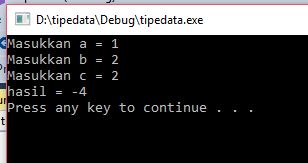 D:\tipedata\Debug\tipedata.exe
Masukkan a = 1
Masukkan b = 2
Masukkan c = 2
hasil = -4
Press any key to continue . . .